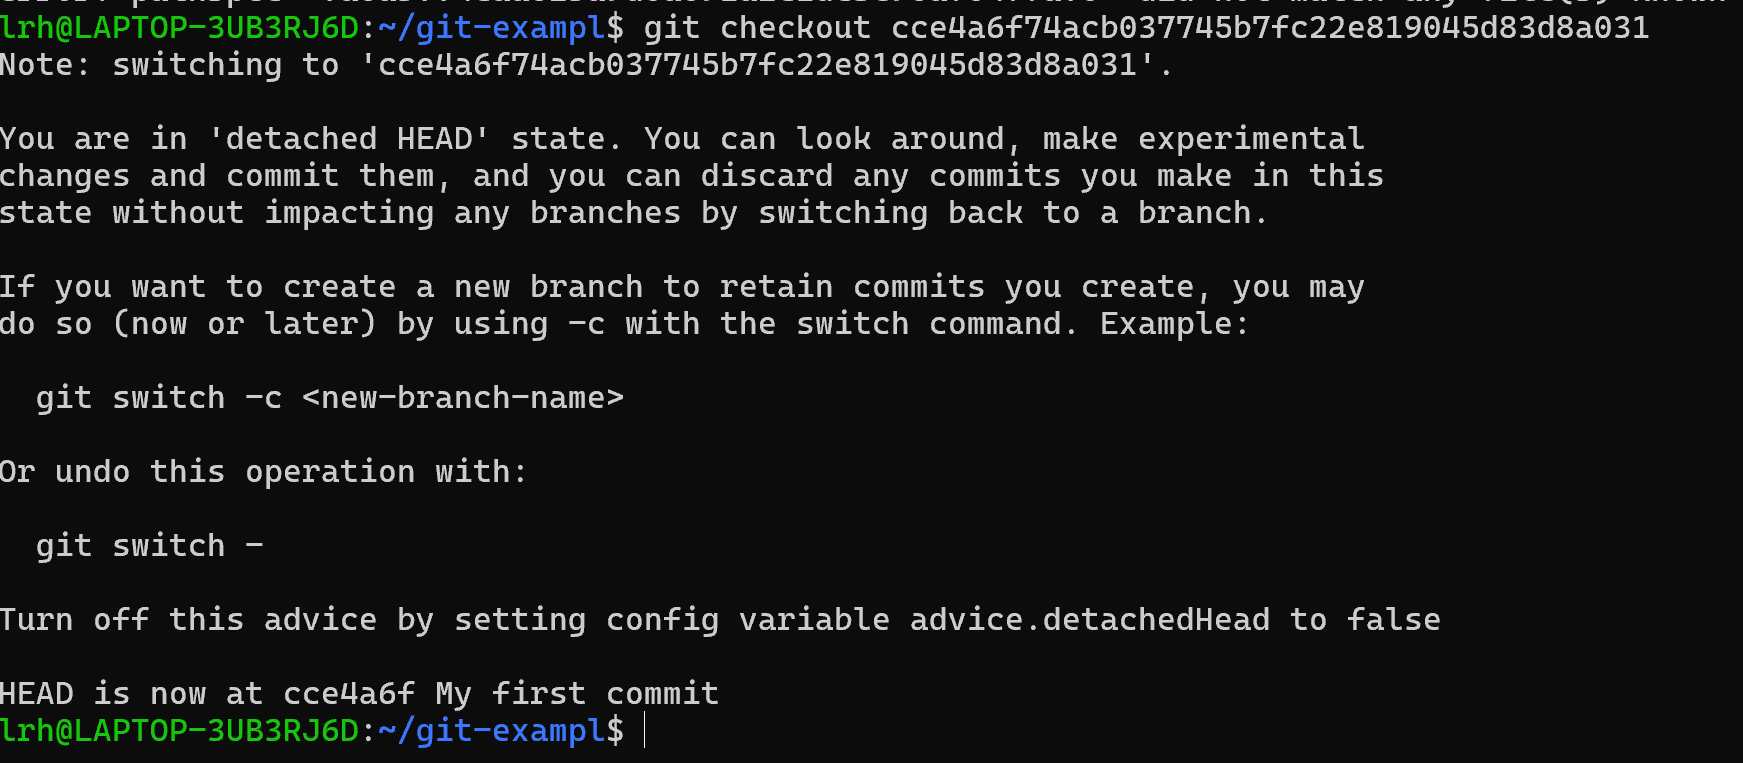 lrh@LAPTOP-3UB3RJ6D:~/git-exampl$ git checkout cce4a6f74acb037745b7fc22e819045d83d8a031
Note: switching to 'cce4a6f74acb037745b7fc22e819045d83d8a031'.
You are in 'detached HEAD' state. You can look around, make experimental
changes and commit them, and you can discard any commits you make in this
state without impacting any branches by switching back to a branch.
If you want to create a new branch to retain commits you create, you may
do so (now or later) by using -c with the switch command. Example:
git switch -c <new-branch-name>
Or undo this operation with:
git switch -
Turn off this advice by setting config variable advice.detachedHead to false
HEAD is now at cce4a6f My first commit
lrh@LAPTOP-3UB3RJ6D:~/git-exampl$